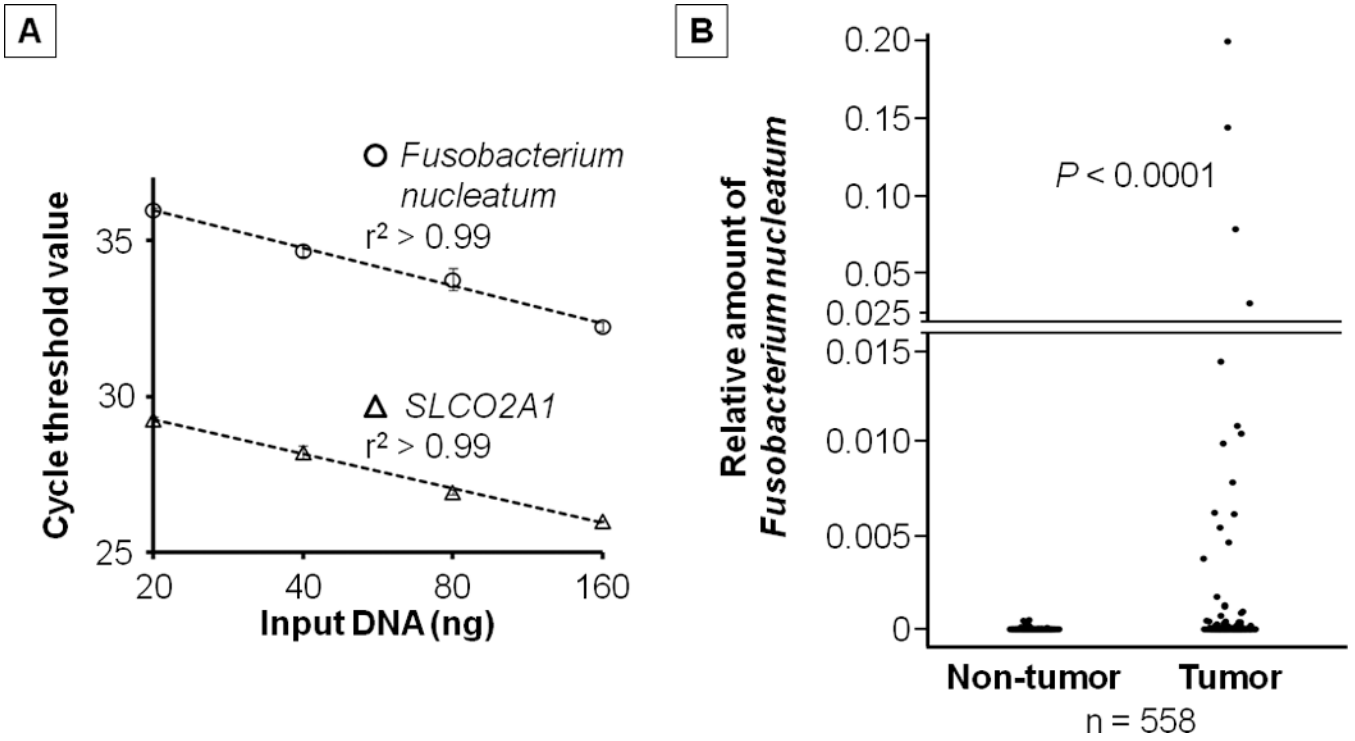 A
Cycle threshold value
35
30
25
Fusobacterium
nucleatum
r² > 0.99
SLCO2A1
r² > 0.99
20 40 80 160
Input DNA (ng)
B
Relative amount of
Fusobacterium nucleatum
0.20
0.15
0.10
0.05
0.025
0.015
0.010
0.005
0
P < 0.0001
Non-tumor Tumor
n = 558